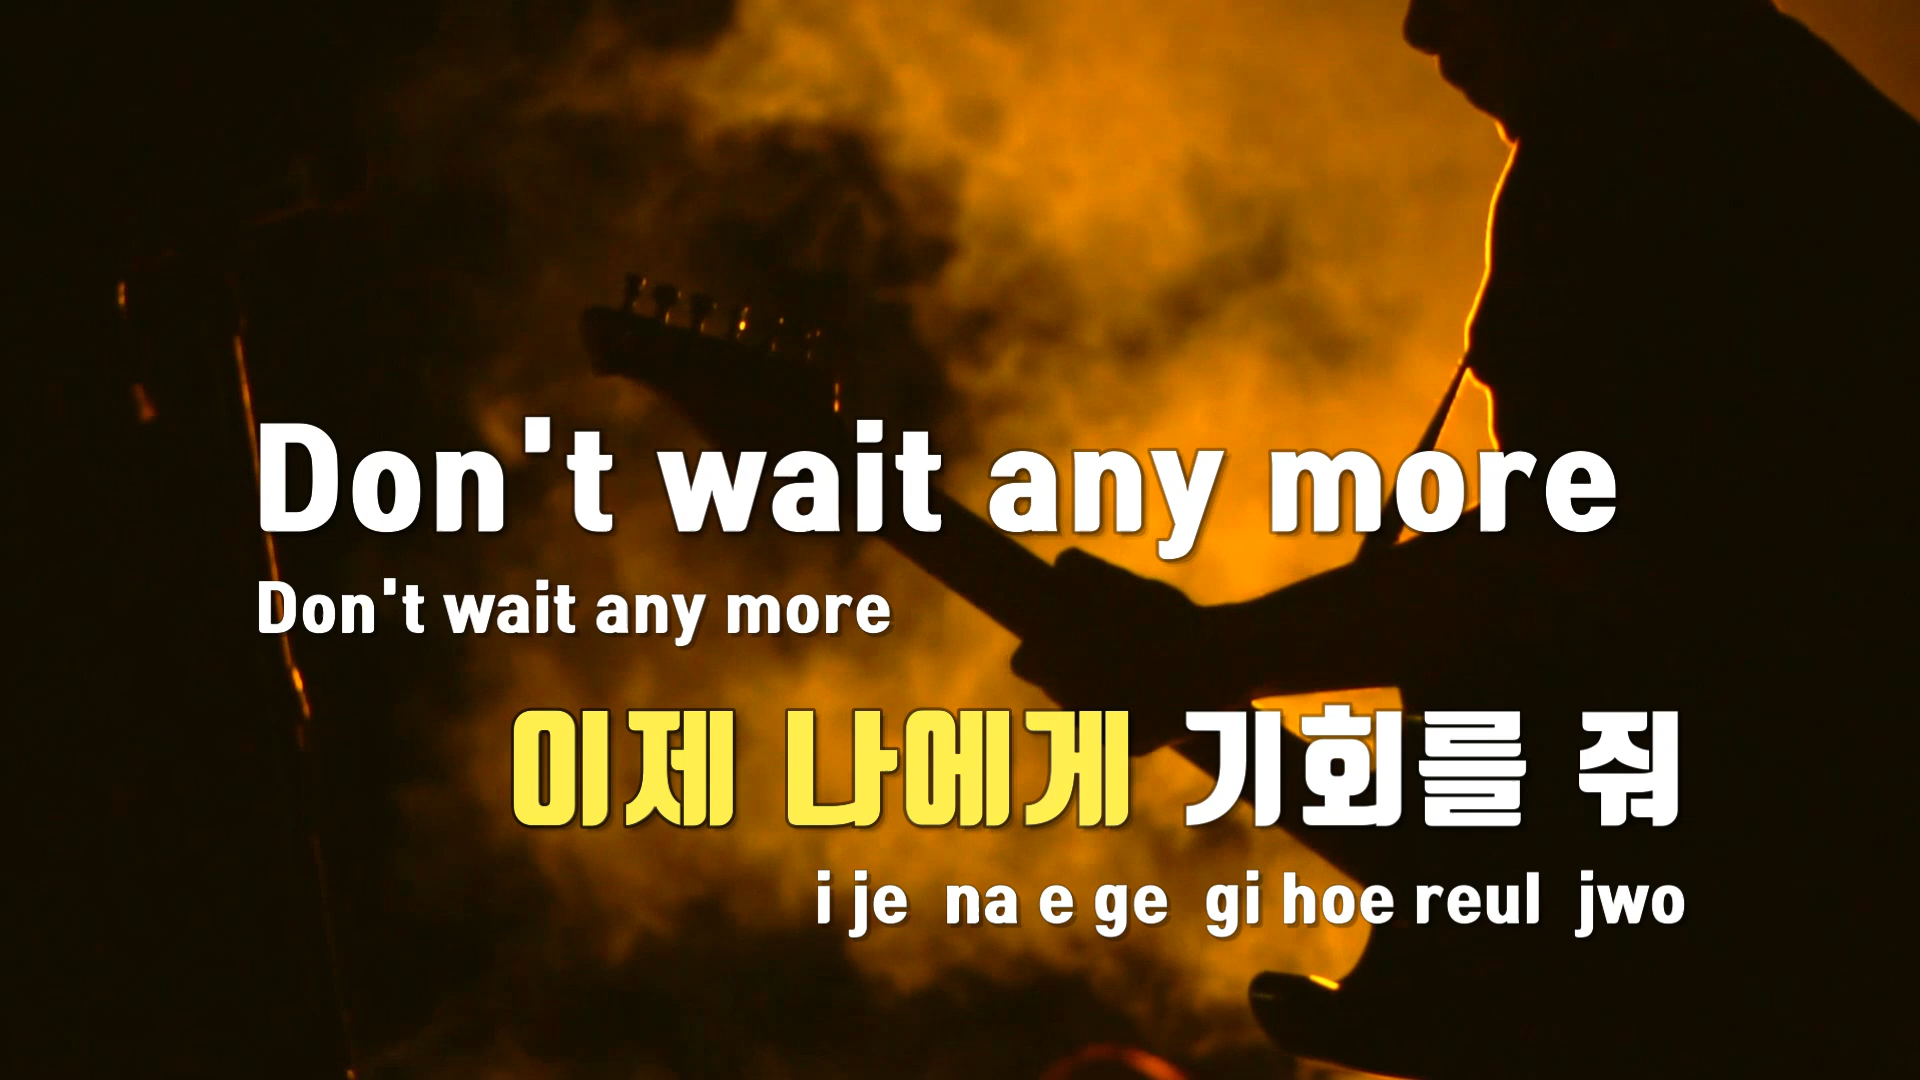 Don't wait any more
Don't wait any more
이제 나에게 기회를 줘
i je na e ge gi hoe reul jwo